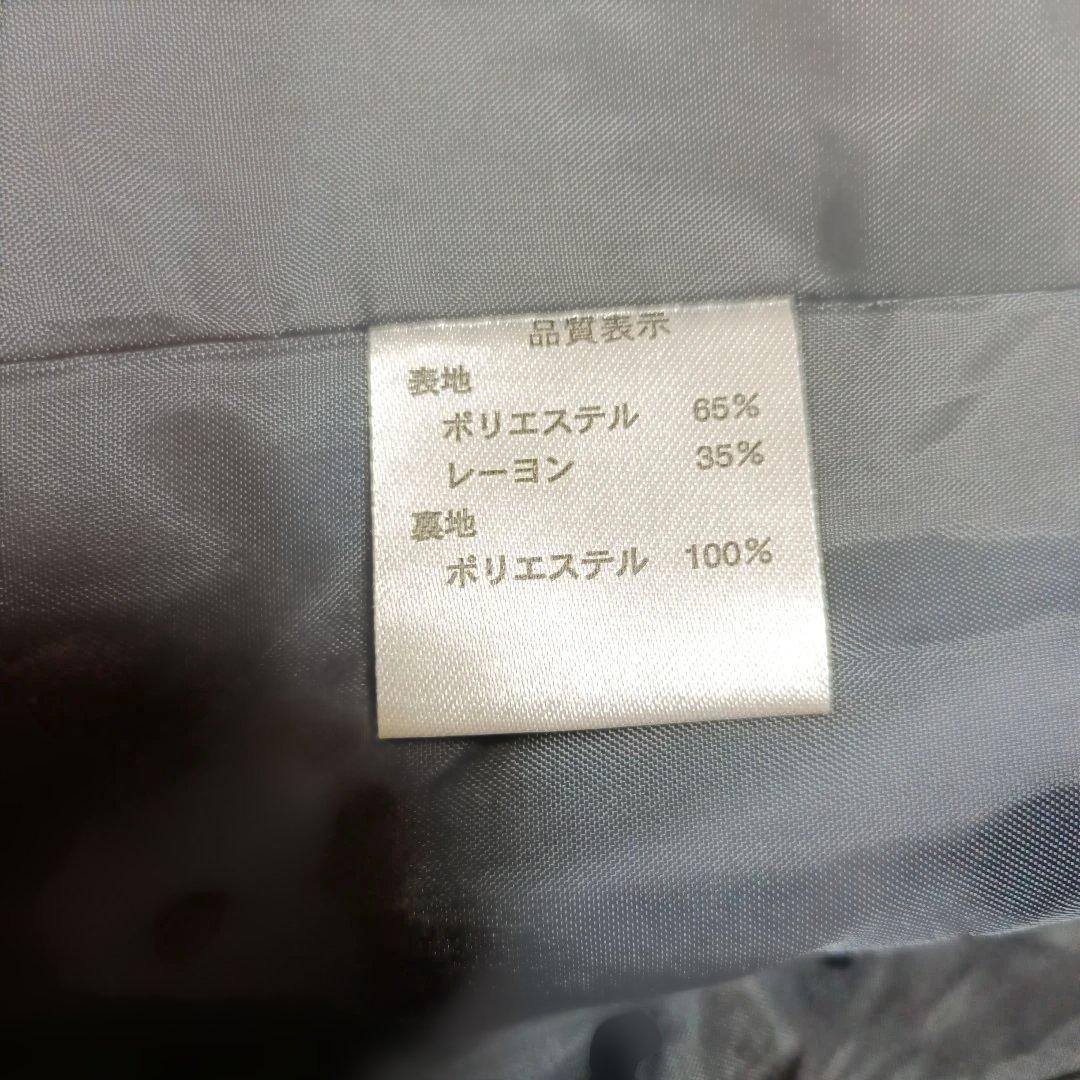 品質表示
表地
ポリエステル 65%
レーヨン 35%
裏地
ポリエステル 100%